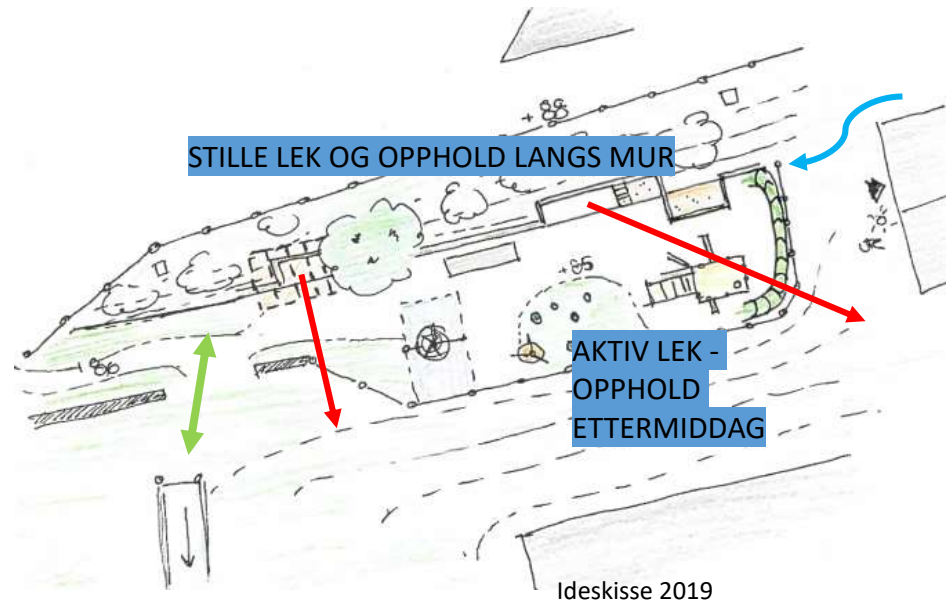 +88
STILLE LEK OG OPPHOLD LANGS MUR
+85
AKTIV LEK -
OPPHOLD
ETTERMIDDAG
86
Ideskisse 2019